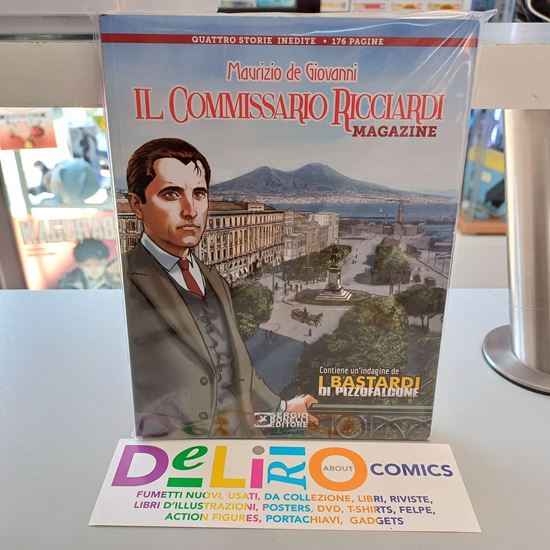 QUATTRO STORIE INEDITE • 176 PAGINE
Maurizio de Giovanni
IL COMMISSARIO RICCIARDI
MAGAZINE
Contiene un'indagine de
I BASTARDI
DI PIZZOFALCONE
SERGIO
BONELLI
EDITORE
KAGURABA
DeLiRIO
ABOUT
COMICS
FUMETTI NUOVI, USATI, DA COLLEZIONE, LIBRI, RIVISTE,
LIBRI D'ILLUSTRAZIONI, POSTERS, DVD, T-SHIRTS, FELPE,
ACTION FIGURES, PORTACHIAVI, GADGETS